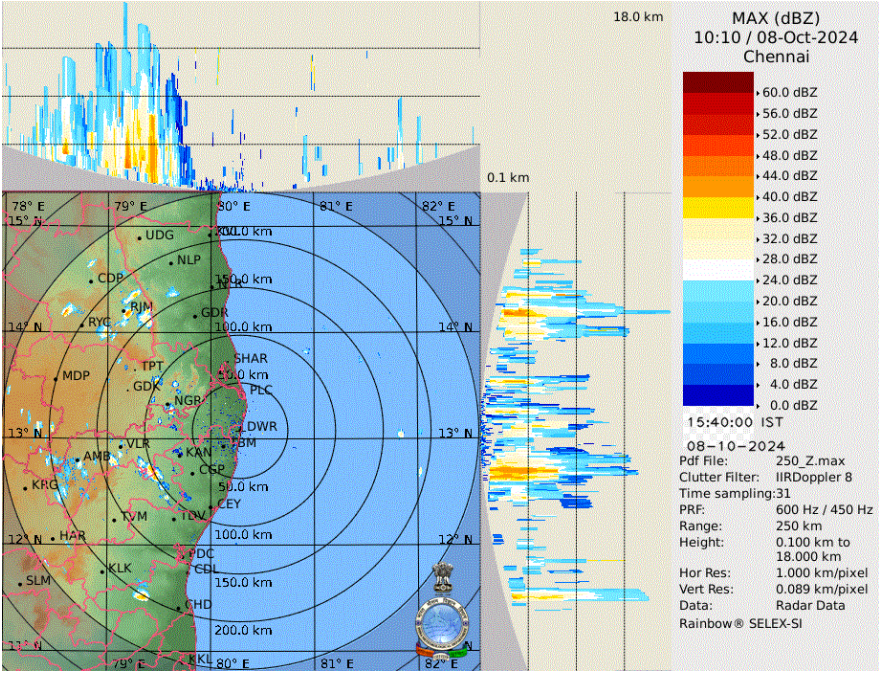 18.0 km
0.1 km
MAX (dBZ)
10:10 / 08-Oct-2024
Chennai
60.0 dBZ
56.0 dBZ
52.0 dBZ
48.0 dBZ
44.0 dBZ
40.0 dBZ
36.0 dBZ
32.0 dBZ
28.0 dBZ
24.0 dBZ
20.0 dBZ
16.0 dBZ
12.0 dBZ
8.0 dBZ
4.0 dBZ
0.0 dBZ
15:40:00 IST
08-10-2024
Pdf File: 250_Z.max
Clutter Filter: IIRDoppler 8
Time sampling:31
PRF: 600 Hz / 450 Hz
Range: 250 km
Height: 0.100 km to
18.000 km
Hor Res: 1.000 km/pixel
Vert Res: 0.089 km/pixel
Data: Radar Data
Rainbow® SELEX-SI
78° E 79° E 80° E 81° E 82° E
15° N 15° N
UDG 200.0 km
NLP
CDP 150.0 km
RJM
GDR
RYC
14° N 100.0 km 14° N
SHAR
TPT 50.0 km
MDP
GDK PLC
NGR
DWR
13° N 13° N
VLR
KAN
AMB
CGP
KRG 50.0 km
CEY
TVM TDV
HAR 100.0 km
12° N 12° N
PDC
KLK CDL
SLM 150.0 km
CHD
200.0 km
11° N 11° N
79° E KKL 80° E 81° E 82° E